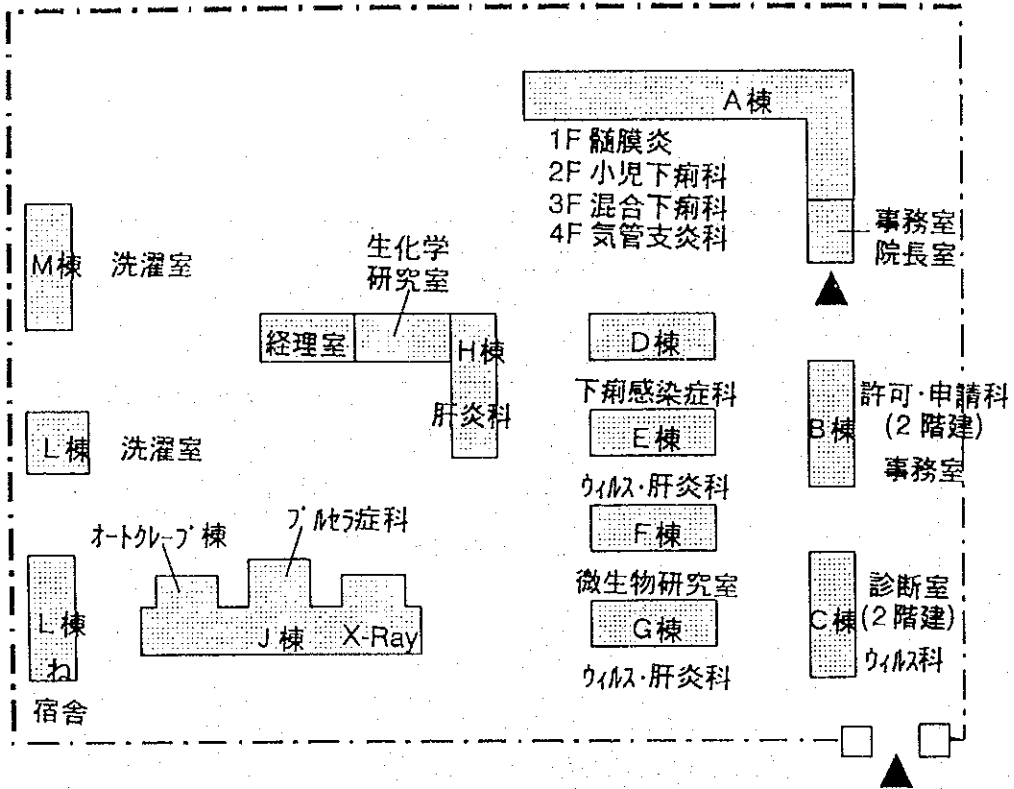 A棟
1F 髄膜炎
2F 小児下痢科
3F 混合下痢科
4F 気管支炎科
事務室
院長室
M棟 洗濯室
生化学
研究室
経理室
H棟
肝炎科
D棟
下痢感染症科
E棟
ウィルス・肝炎科
F棟
微生物研究室
G棟
ウィルス・肝炎科
B棟
許可・申請科
(2階建)
事務室
L棟 洗濯室
オートクレーブ棟
ブルセラ症科
J棟
X-Ray
L棟
ね
宿舎
C棟
診断室
(2階建)
ウィルス科